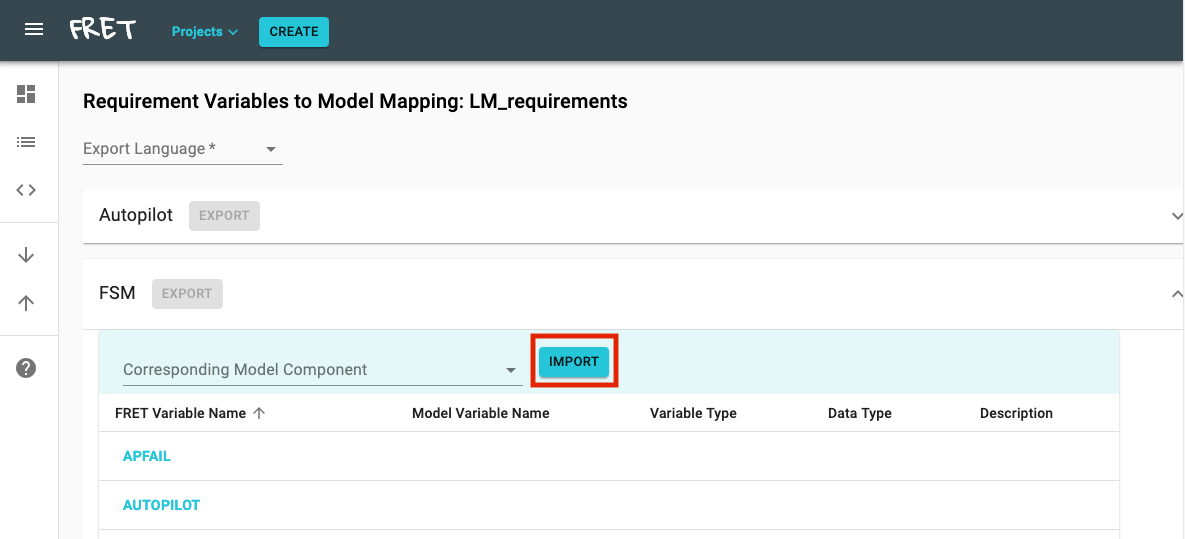 FRET Projects CREATE
Requirement Variables to Model Mapping: LM_requirements
Export Language *
Autopilot EXPORT
FSM EXPORT
Corresponding Model Component IMPORT
FRET Variable Name Model Variable Name Variable Type Data Type Description
APFAIL
AUTOPILOT